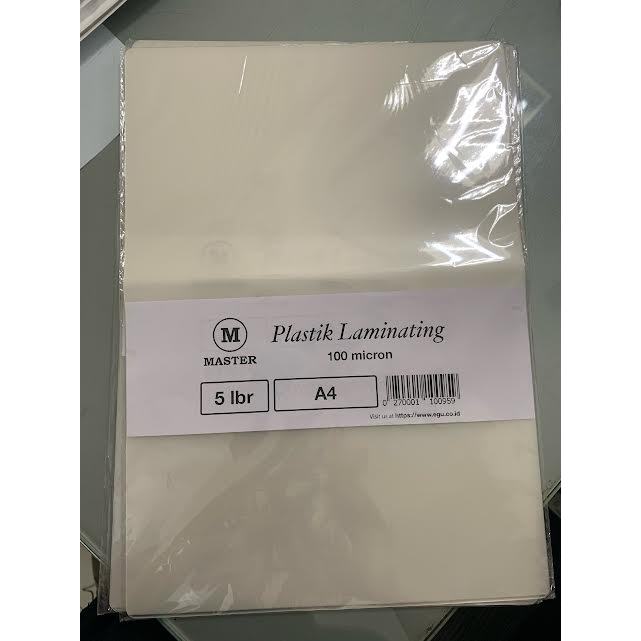 M
MASTER
Plastik Laminating
100 micron
5 lbr
A4
0 270001 100959
Visit us at https://www.egu.co.id